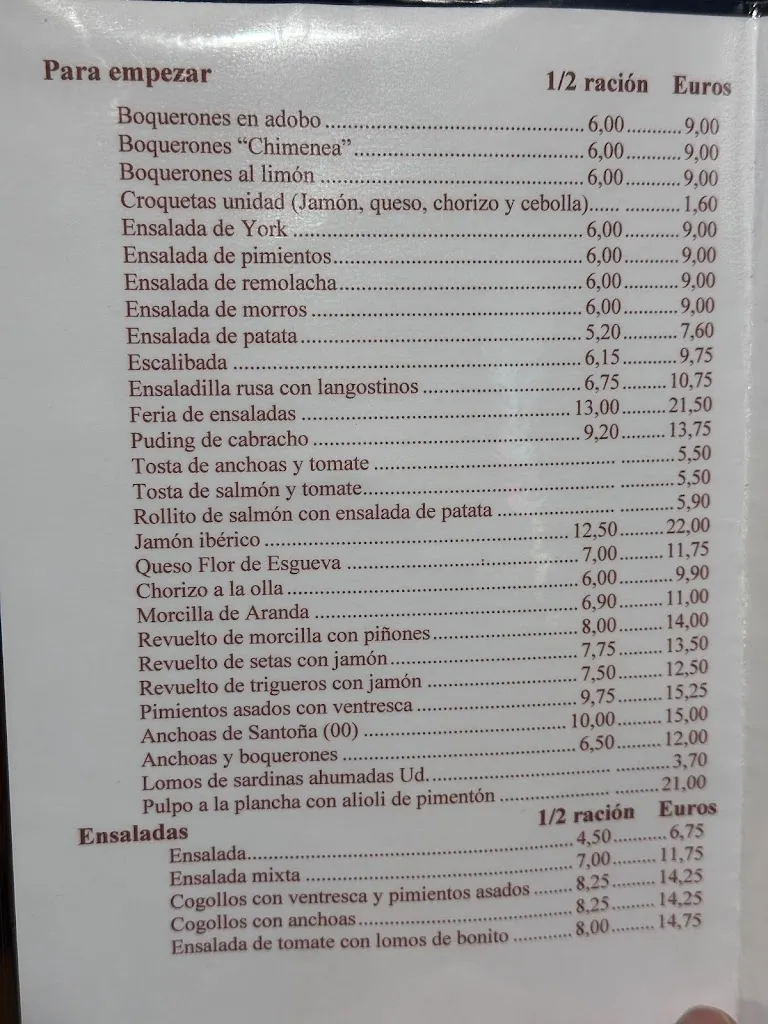 Para empezar 1/2 ración Euros
Boquerones en adobo 6,00 9,00
Boquerones “Chimenea” 6,00 9,00
Boquerones al limón 6,00 9,00
Croquetas unidad (Jamón, queso, chorizo y cebolla) 1,60
Ensalada de York 6,00 9,00
Ensalada de pimientos 6,00 9,00
Ensalada de remolacha 6,00 9,00
Ensalada de morros 6,00 9,00
Ensalada de patata 5,20 7,60
Escalibada 6,15 9,75
Ensaladilla rusa con langostinos 6,75 10,75
Feria de ensaladas 13,00 21,50
Puding de cabracho 9,20 13,75
Tosta de anchoas y tomate 5,50
Tosta de salmón y tomate 5,50
Rollito de salmón con ensalada de patata 5,90
Jamón ibérico 12,50 22,00
Queso Flor de Esgueva 7,00 11,75
Chorizo a la olla 6,00 9,90
Morcilla de Aranda 6,90 11,00
Revuelto de morcilla con piñones 8,00 14,00
Revuelto de setas con jamón 7,75 13,50
Revuelto de trigueros con jamón 7,50 12,50
Pimientos asados con ventresca 9,75 15,25
Anchoas de Santoña (00) 10,00 15,00
Anchoas y boquerones 6,50 12,00
Lomos de sardinas ahumadas Ud. 3,70
Pulpo a la plancha con alioli de pimentón 21,00
Ensaladas 1/2 ración Euros
Ensalada 4,50 6,75
Ensalada mixta 7,00 11,75
Cogollos con ventresca y pimientos asados 8,25 14,25
Cogollos con anchoas 8,25 14,25
Ensalada de tomate con lomos de bonito 8,00 14,75